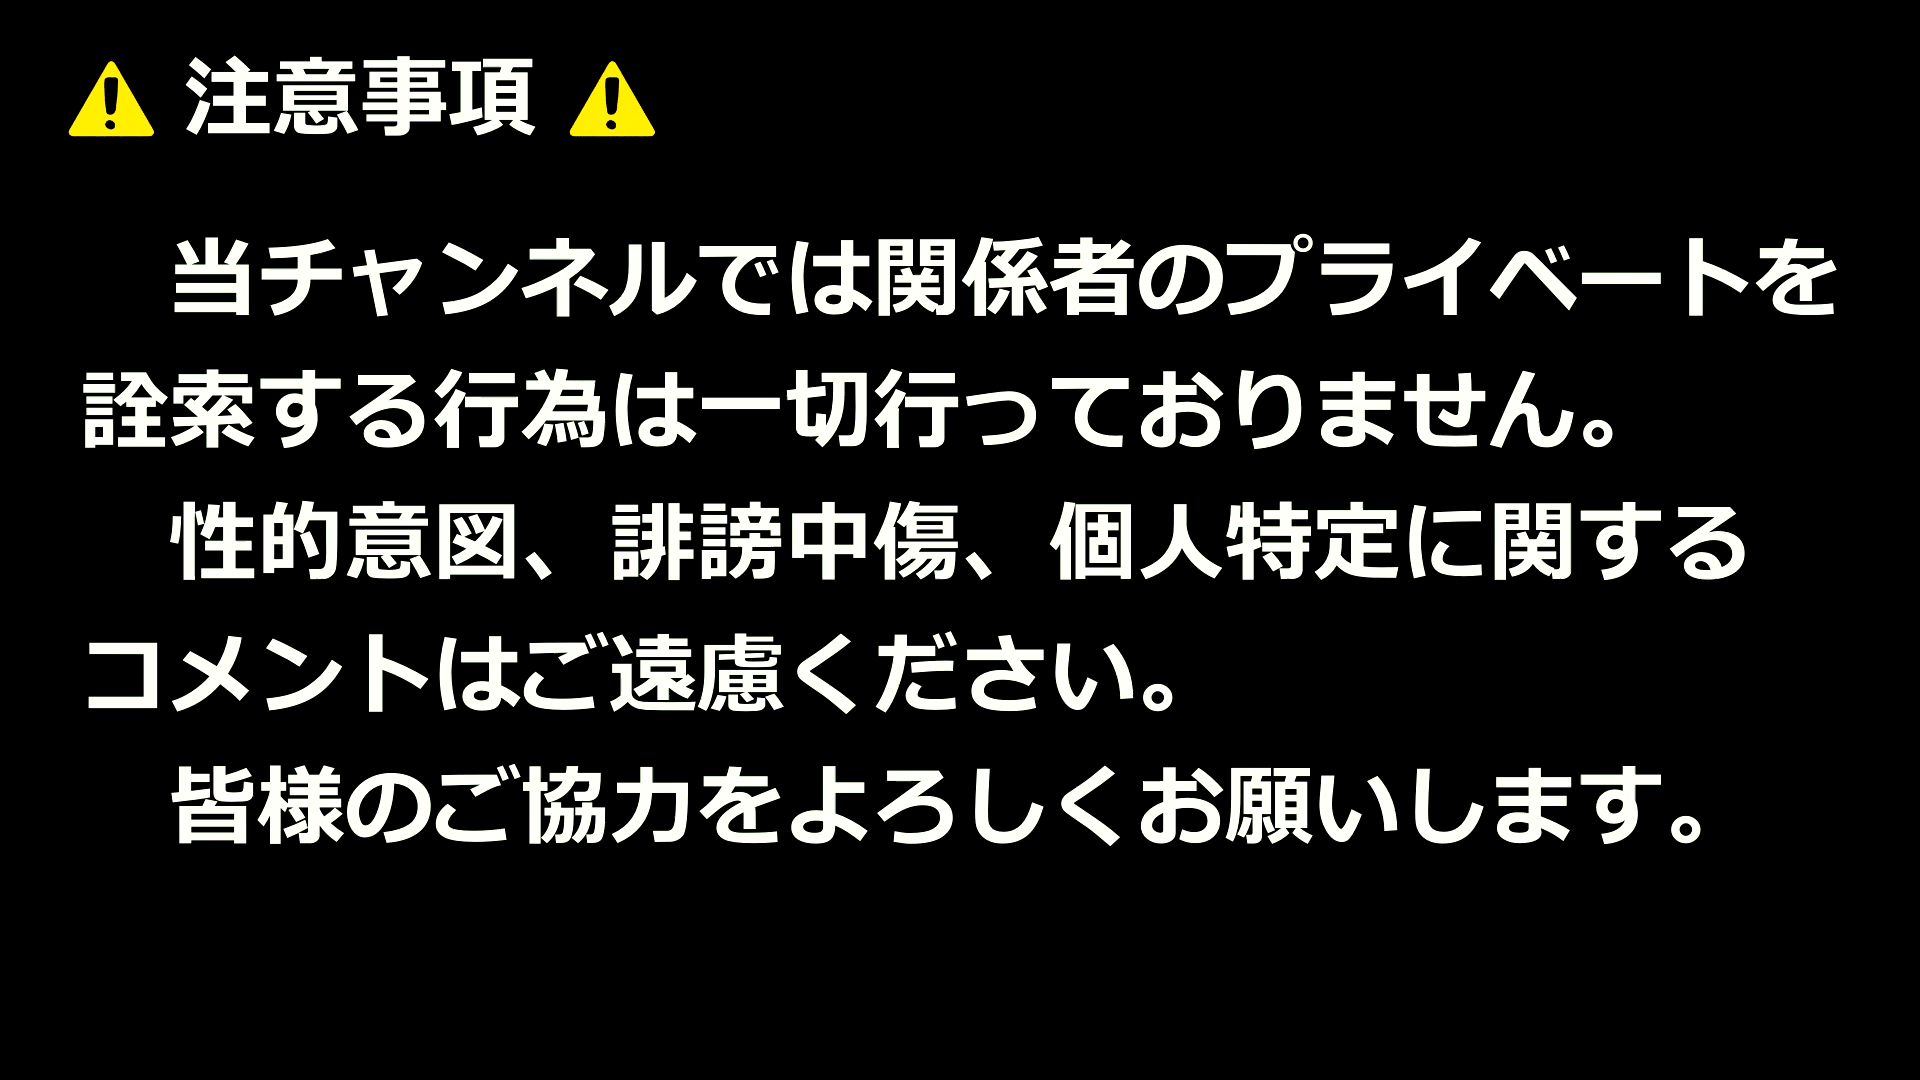 ⚠ 注意事項 ⚠
　当チャンネルでは関係者のプライベートを
詮索する行為は一切行っておりません。
　性的意図、誹謗中傷、個人特定に関する
コメントはご遠慮ください。
　皆様のご協力をよろしくお願いします。